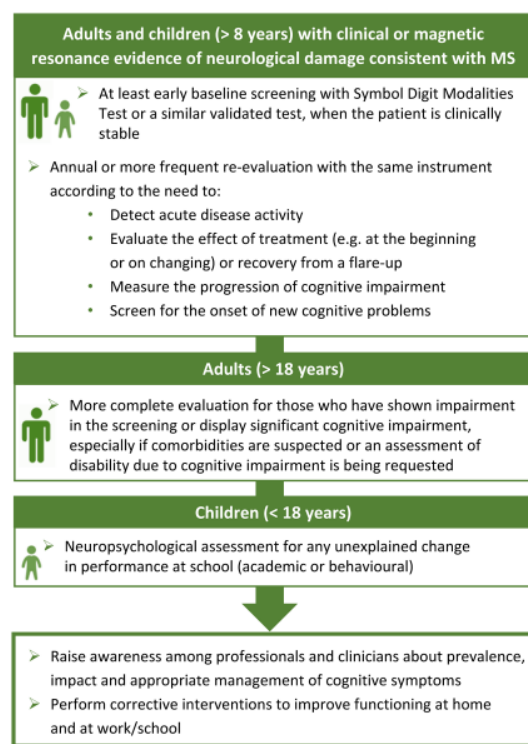 Adults and children (> 8 years) with clinical or magnetic
resonance evidence of neurological damage consistent with MS
➢ At least early baseline screening with Symbol Digit Modalities
Test or a similar validated test, when the patient is clinically
stable
➢ Annual or more frequent re-evaluation with the same instrument
according to the need to:
• Detect acute disease activity
• Evaluate the effect of treatment (e.g. at the beginning
or on changing) or recovery from a flare-up
• Measure the progression of cognitive impairment
• Screen for the onset of new cognitive problems
Adults (> 18 years)
➢ More complete evaluation for those who have shown impairment
in the screening or display significant cognitive impairment,
especially if comorbidities are suspected or an assessment of
disability due to cognitive impairment is being requested
Children (< 18 years)
➢ Neuropsychological assessment for any unexplained change
in performance at school (academic or behavioural)
➢ Raise awareness among professionals and clinicians about prevalence,
impact and appropriate management of cognitive symptoms
➢ Perform corrective interventions to improve functioning at home
and at work/school